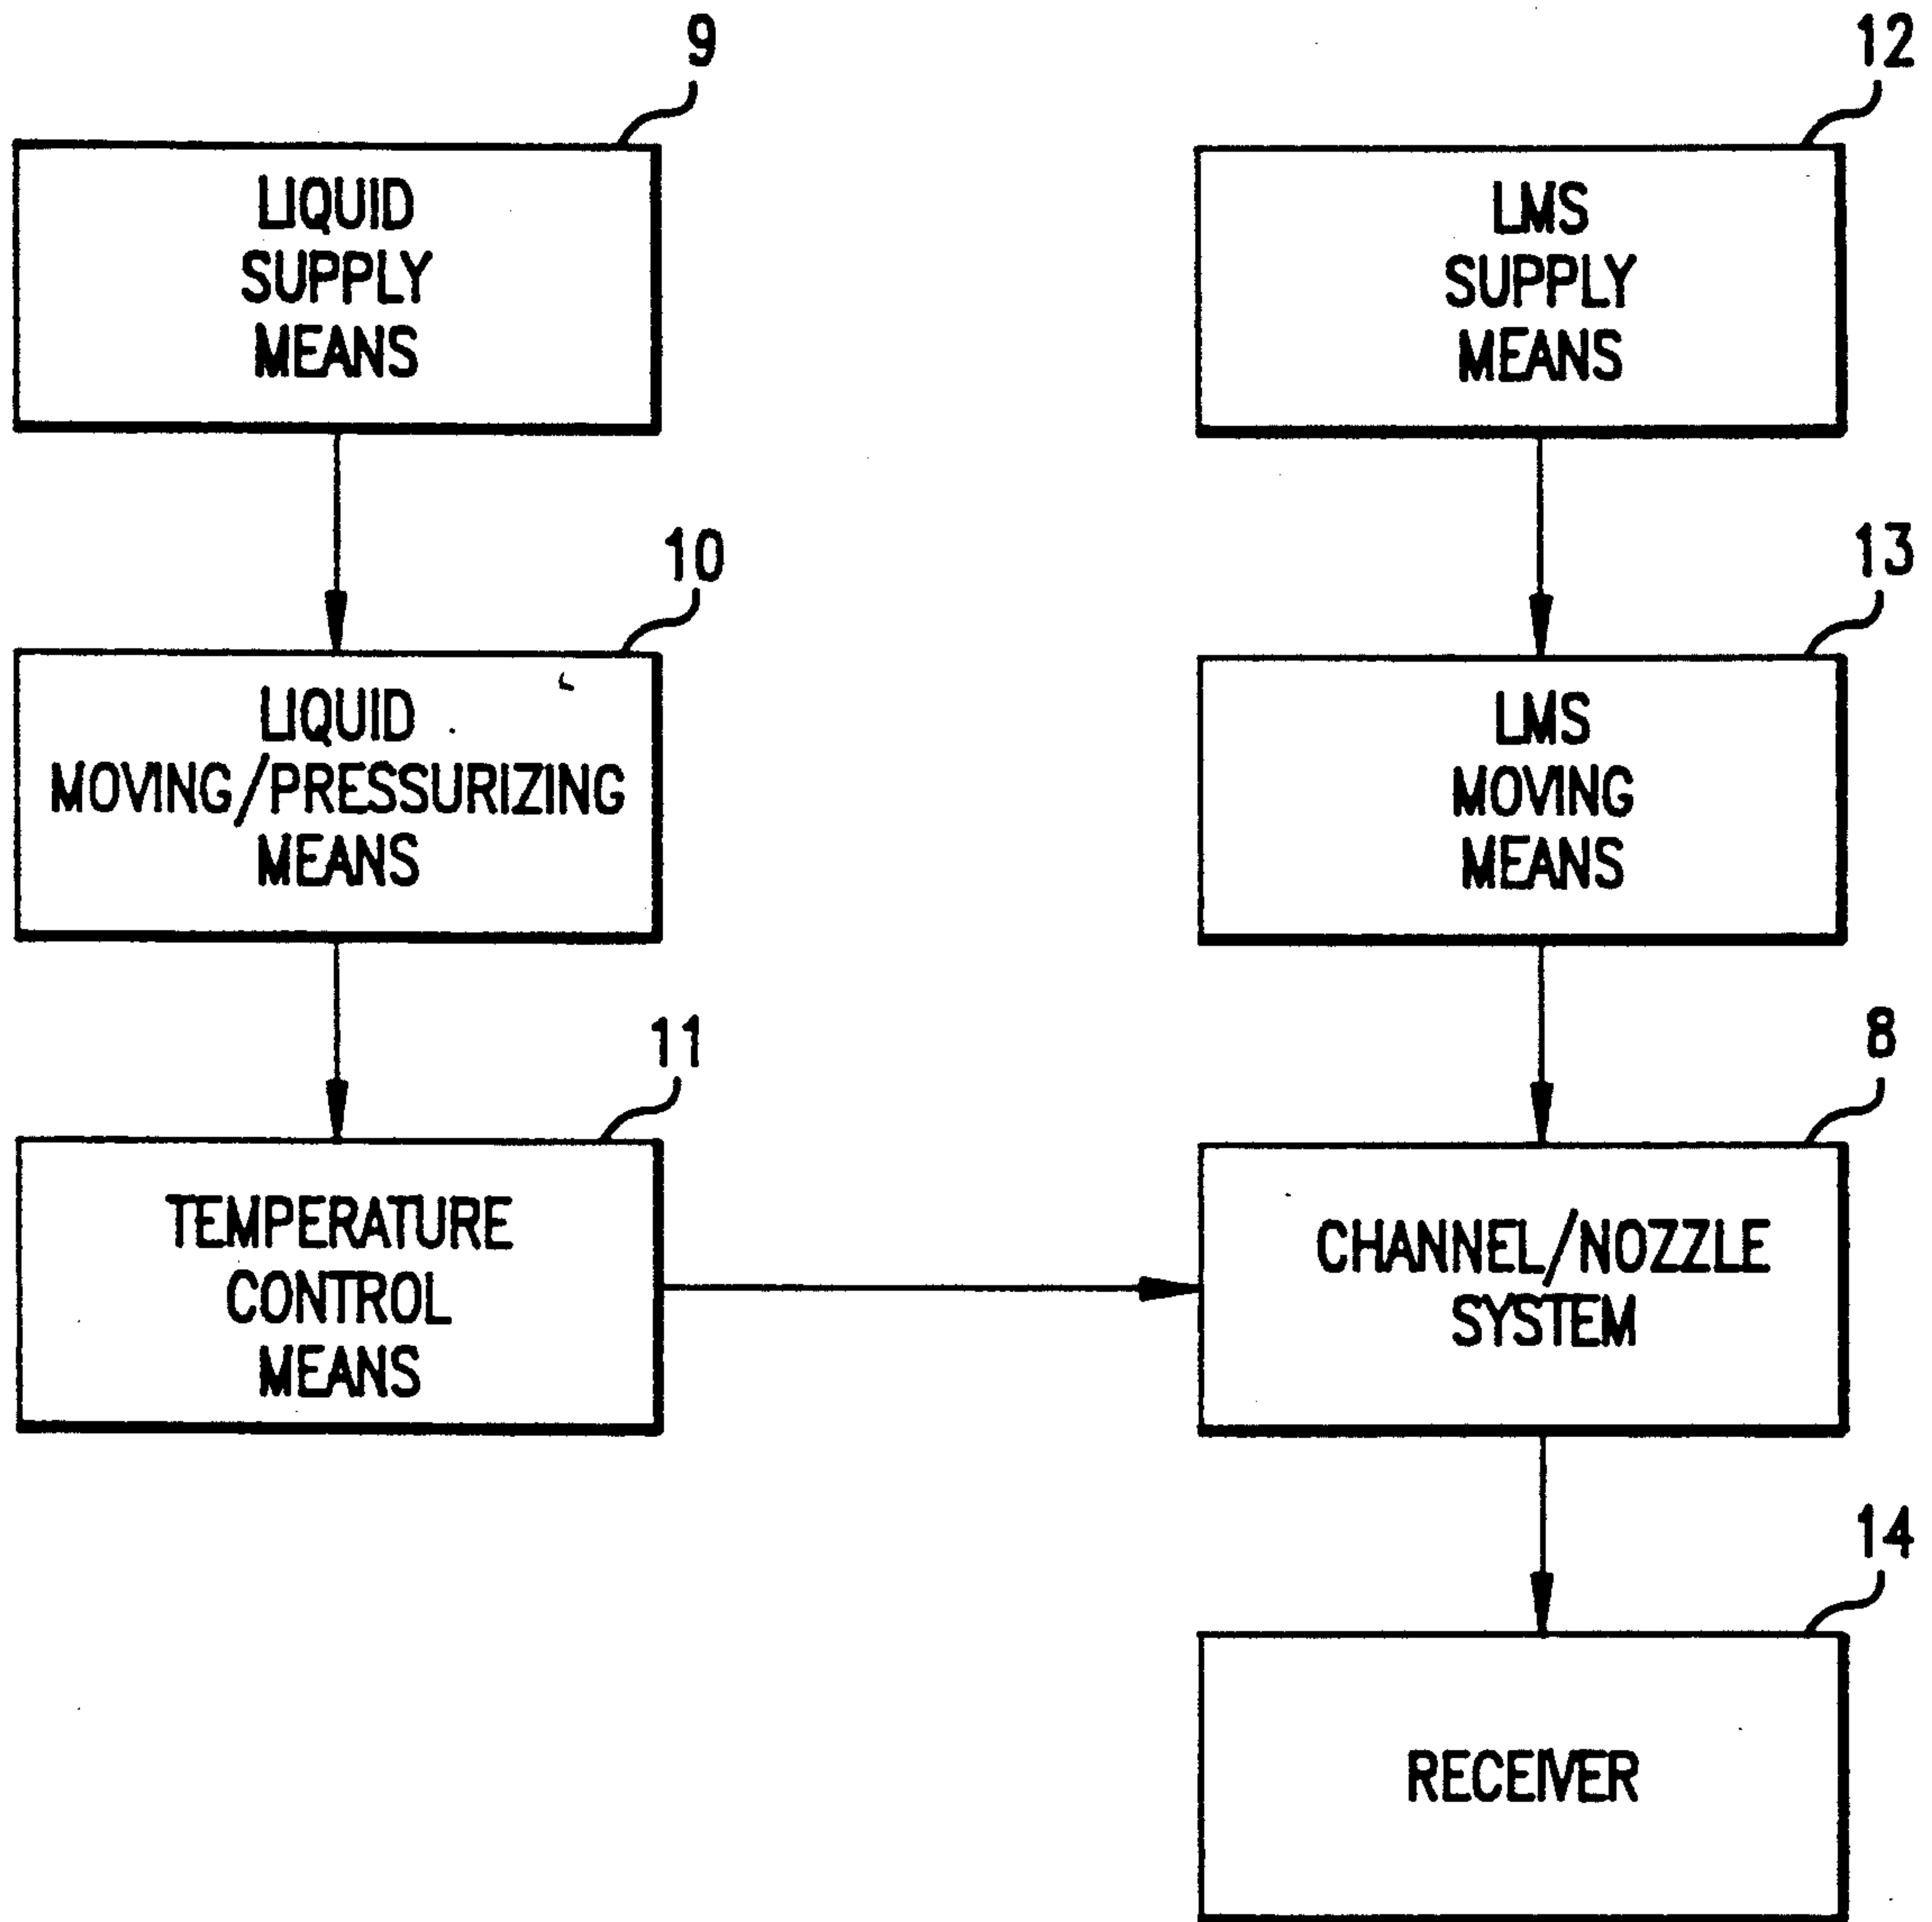 9
LIQUID
SUPPLY
MEANS
12
LMS
SUPPLY
MEANS
10
LIQUID
MOVING/PRESSURIZING
MEANS
13
LMS
MOVING
MEANS
11
TEMPERATURE
CONTROL
MEANS
8
CHANNEL/NOZZLE
SYSTEM
14
RECEIVER